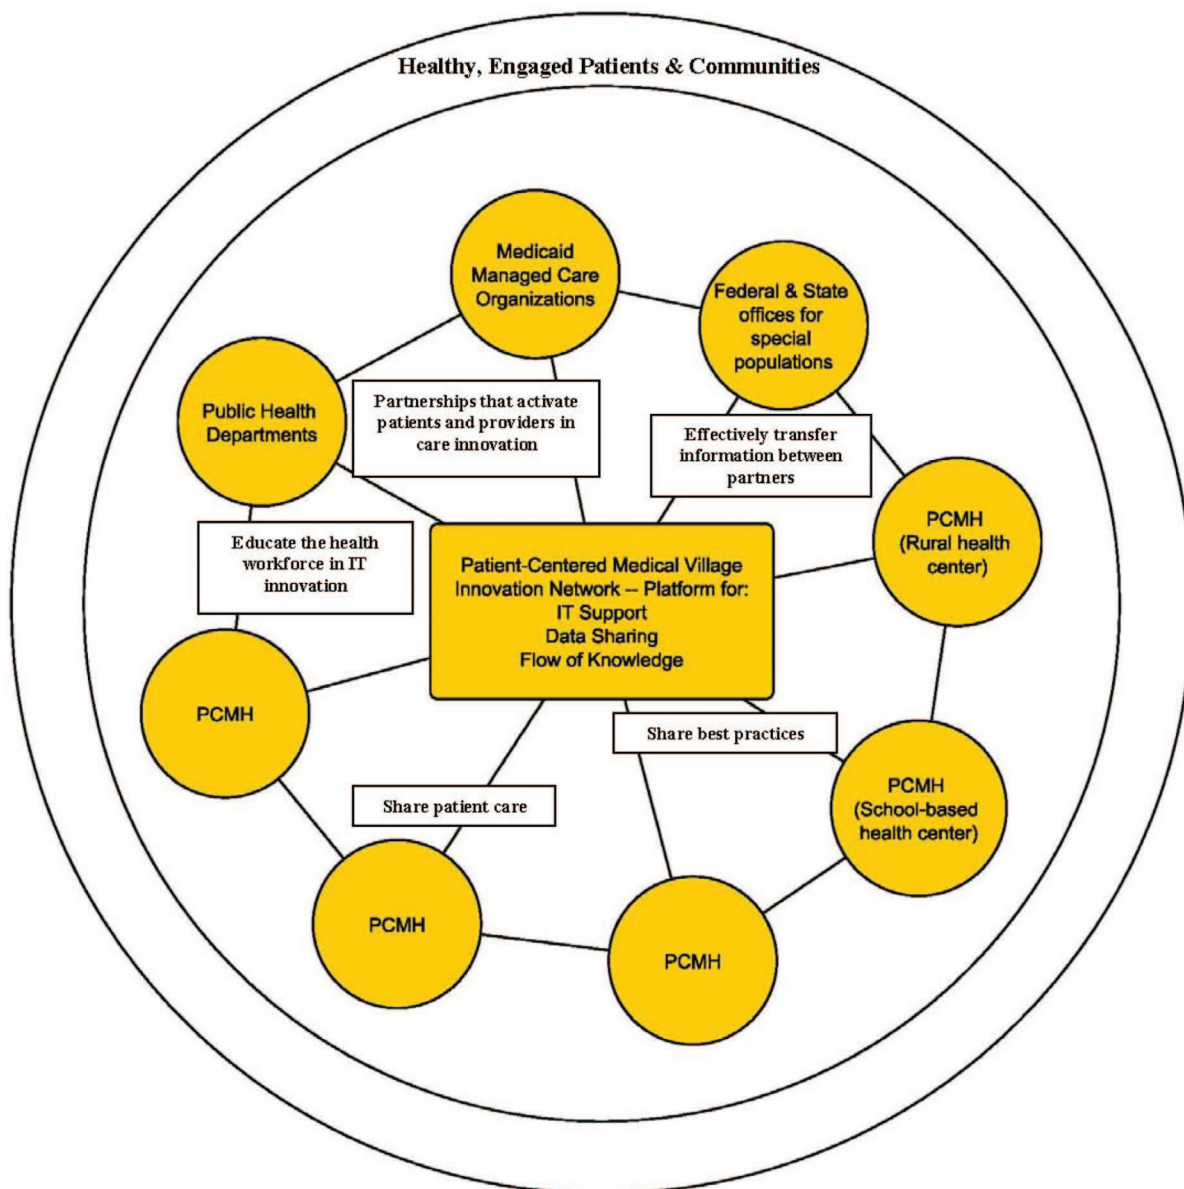 Healthy, Engaged Patients & Communities
Medicaid
Managed Care
Organizations
Federal & State
offices for
special
populations
Public Health
Departments
Partnerships that activate
patients and providers in
care innovation
Effectively transfer
information between
partners
PCMH
(Rural health
center)
Educate the health
workforce in IT
innovation
Patient-Centered Medical Village
Innovation Network -- Platform for:
IT Support
Data Sharing
Flow of Knowledge
PCMH
Share best practices
PCMH
(School-based
health center)
Share patient care
PCMH
PCMH